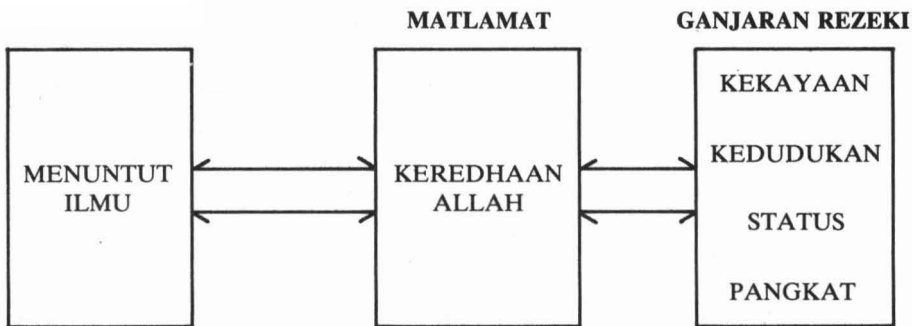 MATLAMAT
GANJARAN REZEKI
MENUNTUT
ILMU
KEREDHAAN
ALLAH
KEKAYAAN
KEDUDUKAN
STATUS
PANGKAT